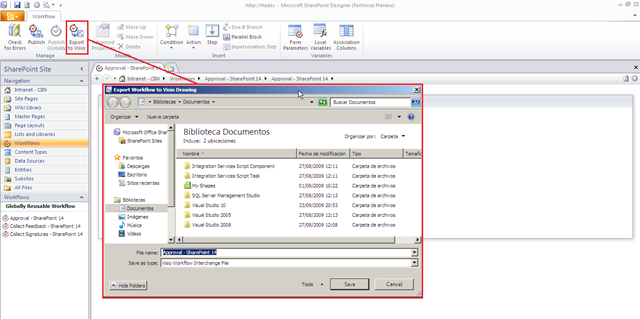 http://Hades - Microsoft SharePoint Designer (Technical Preview)
Workflow
Check for Errors
Publish
Publish Globally
Export to Visio
Advanced Properties
Move Up
Move Down
Delete
Condition
Action
Step
Else-If Branch
Parallel Block
Impersonation Step
Form Parameters
Local Variables
Association Columns
Manage
Modify
Insert
Variables
SharePoint Site
Approval - SharePoint 14
Navigation
Intranet - CBN
Workflows
Approval - SharePoint 14
Approval - SharePoint 14
Intranet - CBN
Site Pages
Wiki Library
Master Pages
Page Layouts
Lists and Libraries
Workflows
Content Types
Data Sources
Entities
Subsites
All Files
Workflows
Globally Reusable Workflow
Approval - SharePoint 14
Collect Feedback - SharePoint 14
Collect Signatures - SharePoint 14
Export Workflow to Visio Drawing
Bibliotecas
Documentos
Buscar Documentos
Organizar
Nueva carpeta
Microsoft Office Shar
SharePoint Sites
Favoritos
Descargas
Escritorio
Sitios recientes
Bibliotecas
Documentos
Imágenes
Música
Vídeos
Biblioteca Documentos
Incluye: 2 ubicaciones
Organizar por: Carpeta
Nombre Fecha de modificación Tipo Tamaño
Integration Services Script Component 27/08/2009 12:11 Carpeta de archivos
Integration Services Script Task 27/08/2009 12:11 Carpeta de archivos
My Shapes 01/09/2009 10:22 Carpeta de archivos
SQL Server Management Studio 27/08/2009 12:13 Carpeta de archivos
Visual Studio 10 23/09/2009 20:53 Carpeta de archivos
Visual Studio 2005 27/08/2009 12:13 Carpeta de archivos
Visual Studio 2008 27/08/2009 12:08 Carpeta de archivos
File name: Approval - SharePoint 14
Save as type: Visio Workflow Interchange File
Hide Folders
Tools
Save
Cancel